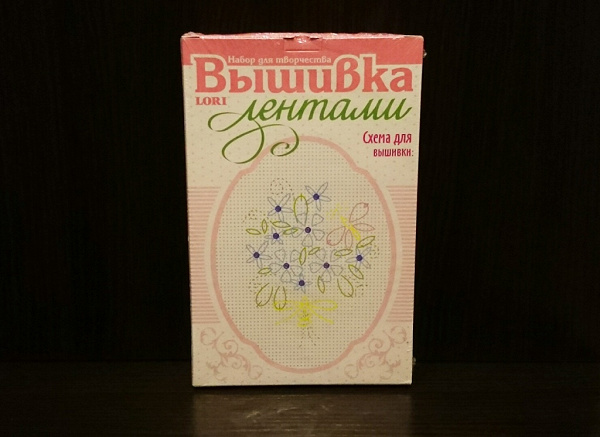 Набор для творчества
Вышивка
LORI
лентами
Схема для
вышивки: